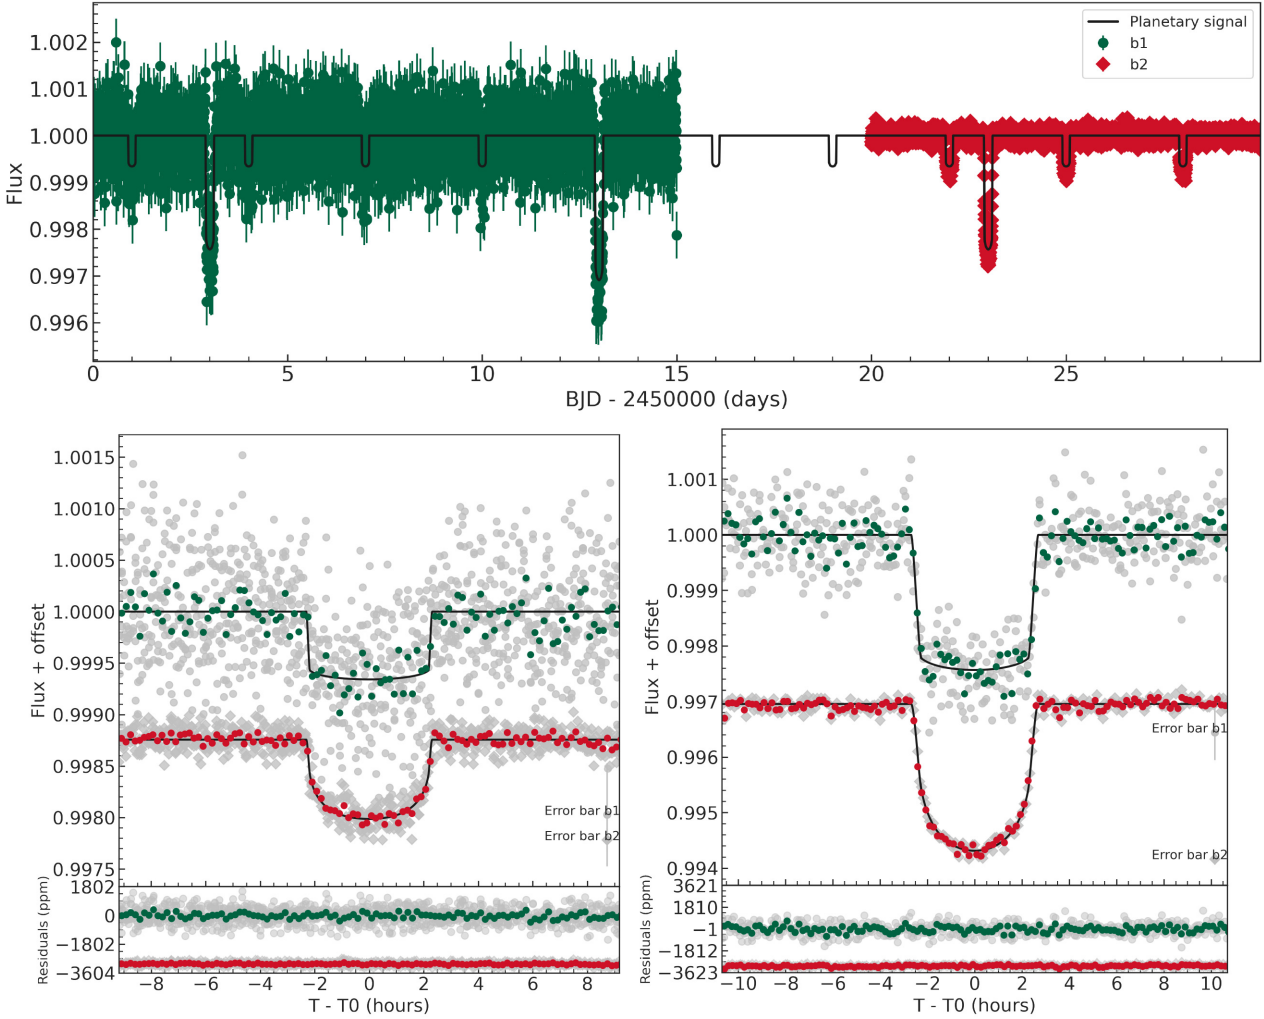 1.002
1.001
1.000
0.999
0.998
0.997
0.996
Flux
Planetary signal
b1
b2
0 5 10 15 20 25
BJD - 2450000 (days)
1.0015
1.0010
1.0005
1.0000
0.9995
0.9990
0.9985
0.9980
0.9975
Flux + offset
Error bar b1
Error bar b2
1802
0
−1802
−3604
Residuals (ppm)
−8 −6 −4 −2 0 2 4 6 8
T - T0 (hours)
1.001
1.000
0.999
0.998
0.997
0.996
0.995
0.994
Flux + offset
Error bar b1
Error bar b2
3621
1810
−1
−1812
−3623
Residuals (ppm)
−10 −8 −6 −4 −2 0 2 4 6 8 10
T - T0 (hours)